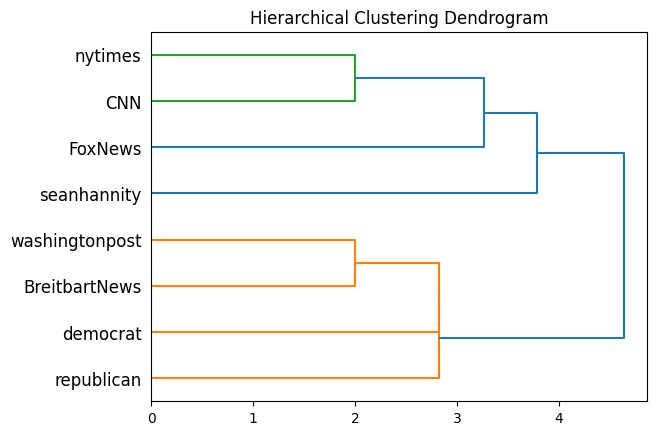 Hierarchical Clustering Dendrogram
nytimes
CNN
FoxNews
seanhannity
washingtonpost
BreitbartNews
democrat
republican
0 1 2 3 4